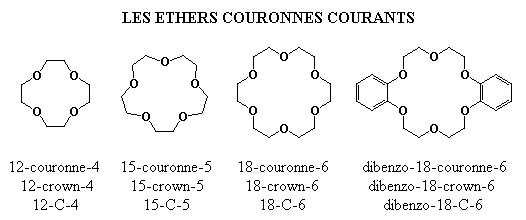 LES ETHERS COURONNES COURANTS
O O O O
O O O O O
O O O O O O
O O O O O O
12-couronne-4 15-couronne-5 18-couronne-6 dibenzo-18-couronne-6
12-crown-4 15-crown-5 18-crown-6 dibenzo-18-crown-6
12-C-4 15-C-5 18-C-6 dibenzo-18-C-6